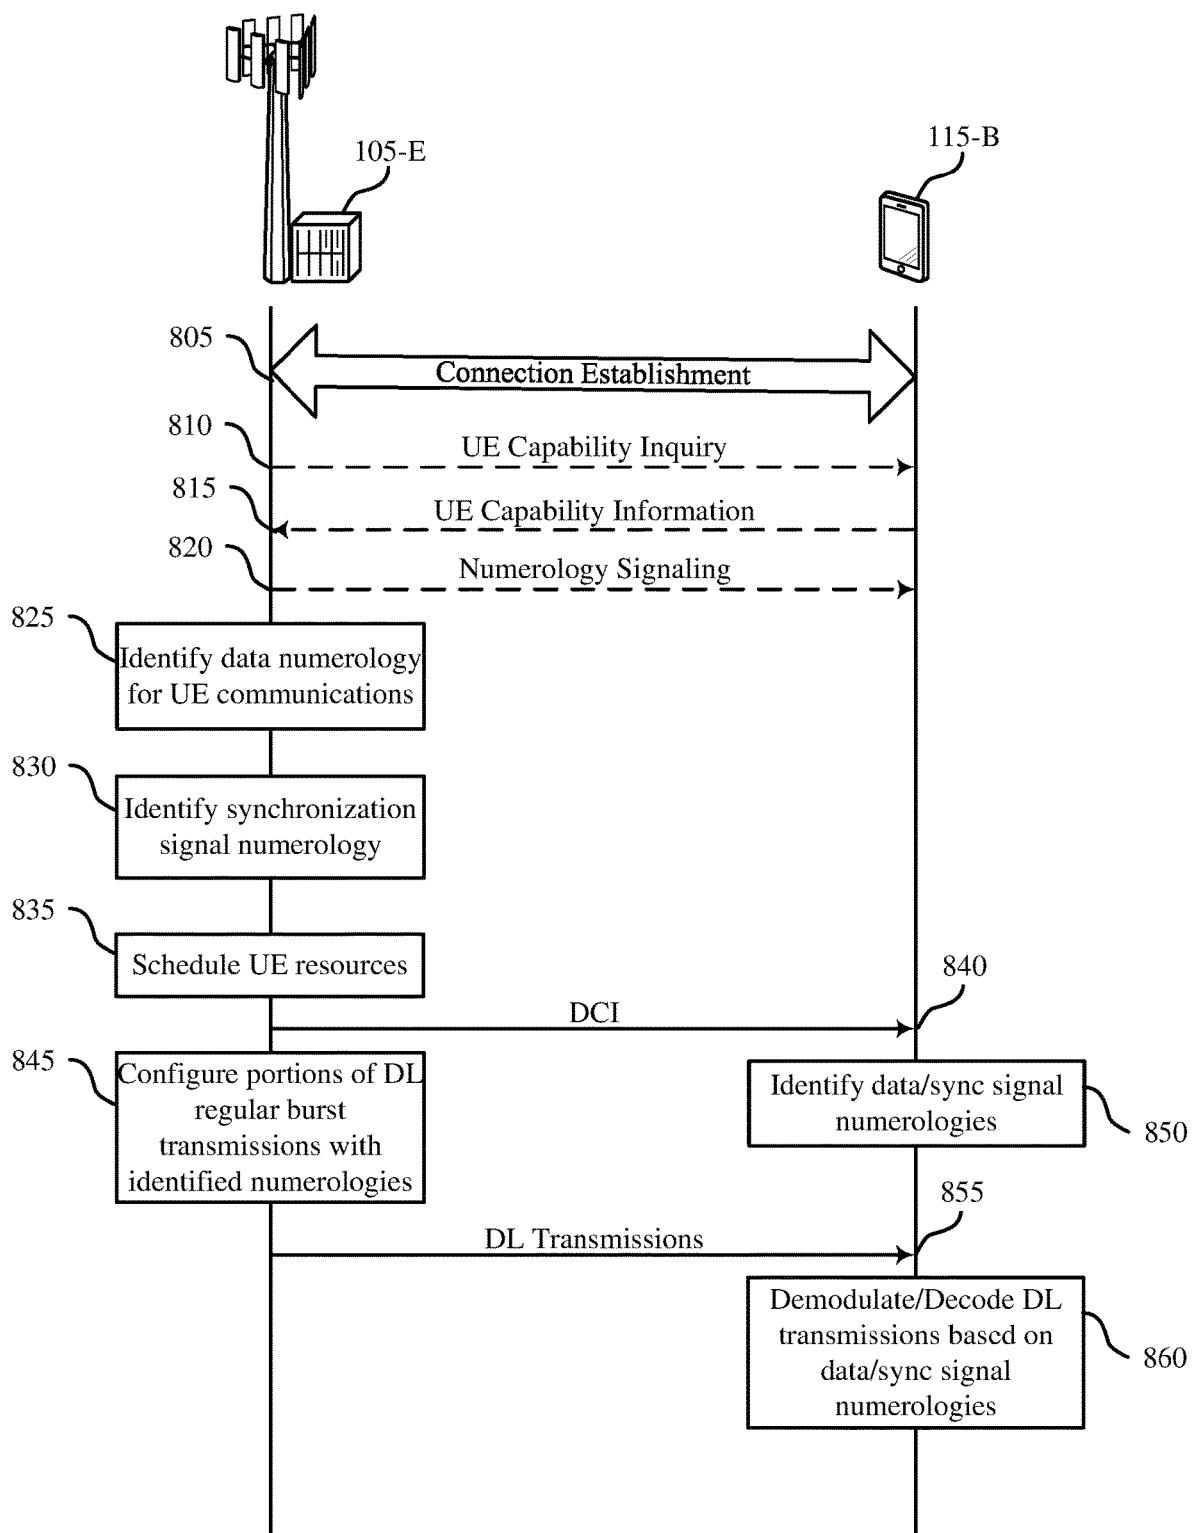 105-E
115-B
805
Connection Establishment
810
UE Capability Inquiry
815
UE Capability Information
820
Numerology Signaling
825
Identify data numerology
for UE communications
830
Identify synchronization
signal numerology
835
Schedule UE resources
840
DCI
845
Configure portions of DL
regular burst
transmissions with
identified numerologies
Identify data/sync signal
numerologies
850
855
DL Transmissions
Demodulate/Decode DL
transmissions based on
data/sync signal
numerologies
860